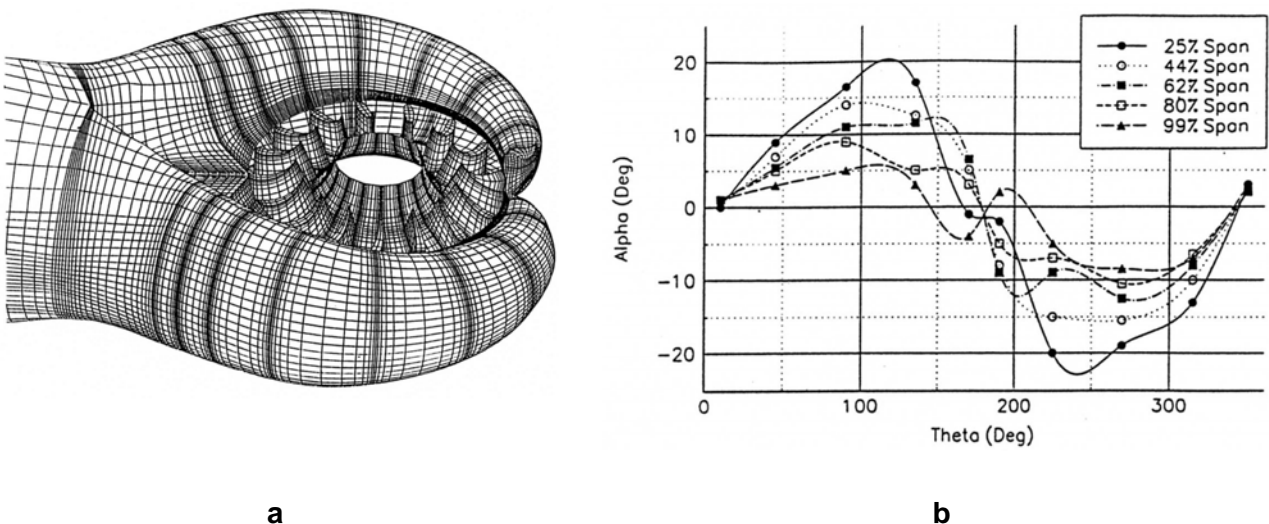 25% Span
44% Span
62% Span
80% Span
99% Span
20
10
0
-10
-20
Alpha (Deg)
0 100 200 300
Theta (Deg)
a b